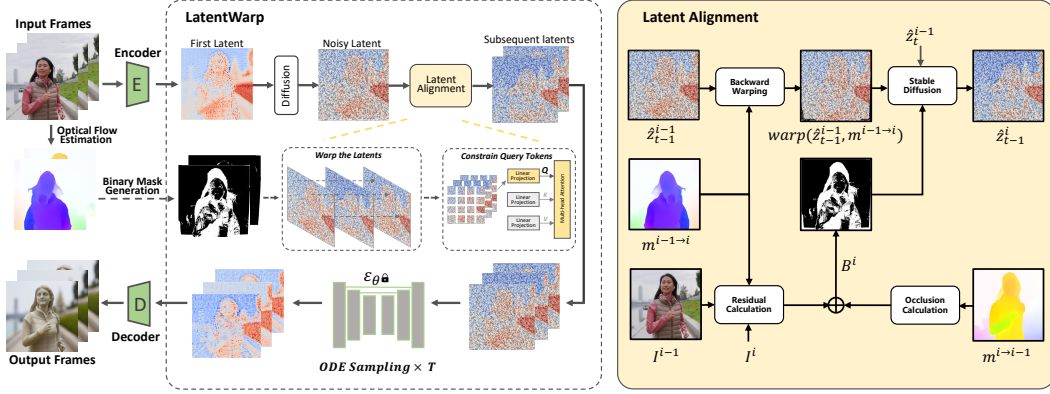 Input Frames
LatentWarp
Latent Alignment
Encoder
First Latent
Noisy Latent
Subsequent latents
E
Diffusion
Latent
Alignment
Optical Flow
Estimation
Binary Mask
Generation
Warp the Latents
Constrain Query Tokens
Linear
Projection
Q
Linear
Projection
K
Linear
Projection
V
Multi-head Attention
D
Decoder
Output Frames
ε_θ̂
ODE Sampling × T
ẑ_t^{i-1}
Backward
Warping
Stable
Diffusion
ẑ_{t-1}^{i-1}
warp(ẑ_{t-1}^{i-1}, m^{i-1→i})
ẑ_{t-1}^{i}
m^{i-1→i}
B^i
Residual
Calculation
Occlusion
Calculation
I^{i-1}
I^i
m^{i→i-1}